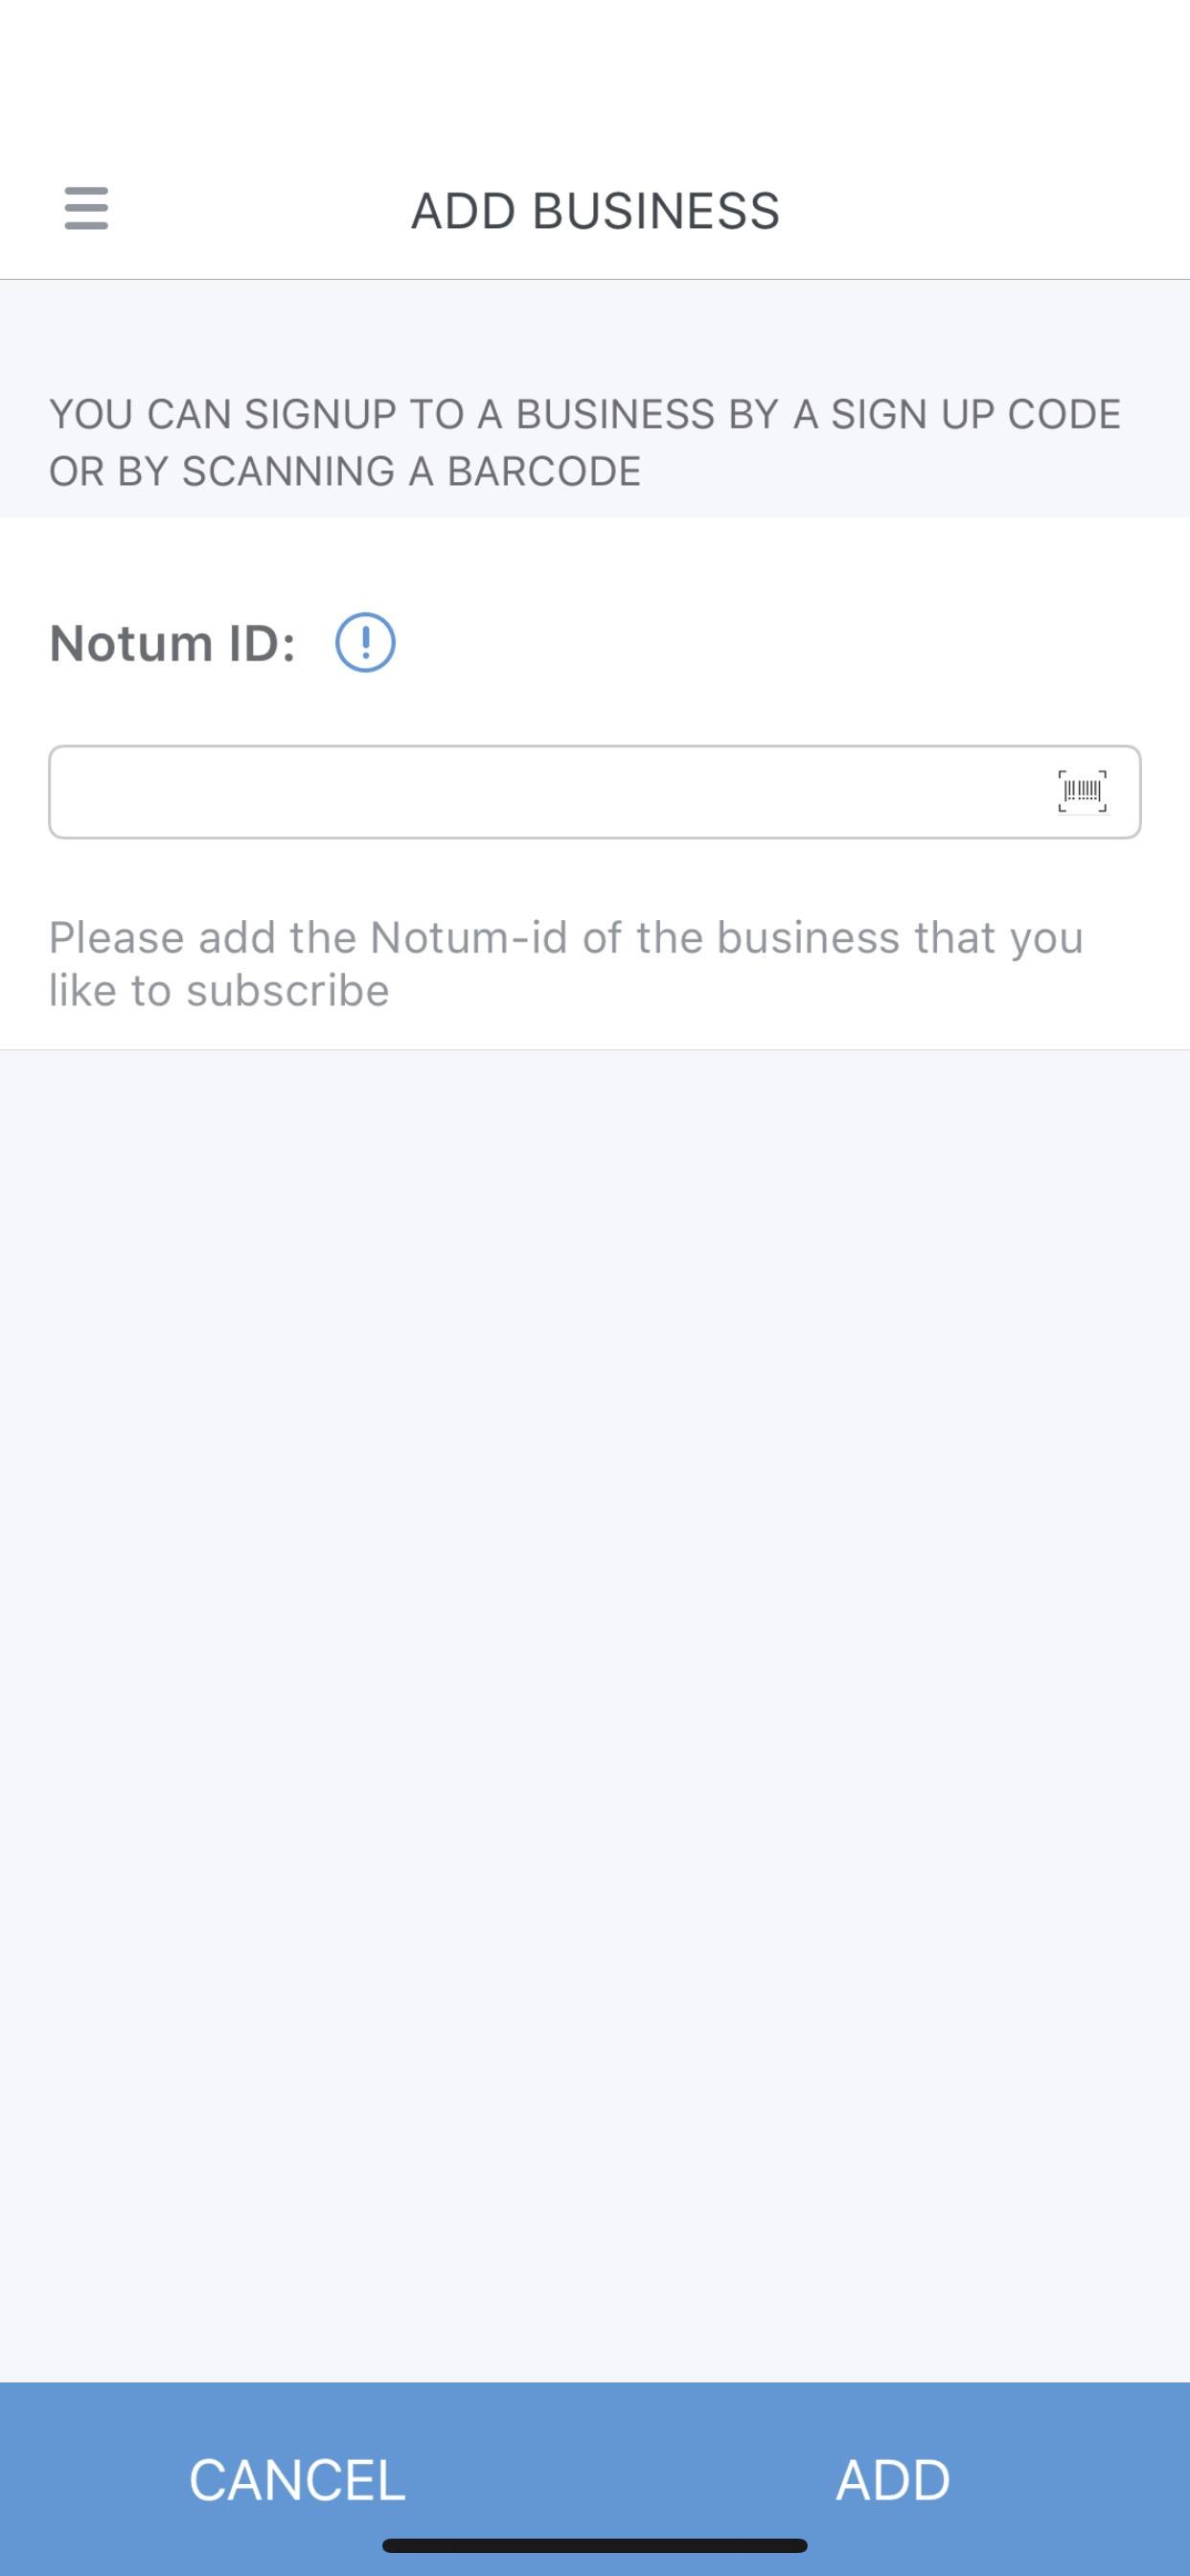 ADD BUSINESS
YOU CAN SIGNUP TO A BUSINESS BY A SIGN UP CODE
OR BY SCANNING A BARCODE
Notum ID:
Please add the Notum-id of the business that you
like to subscribe
CANCEL ADD